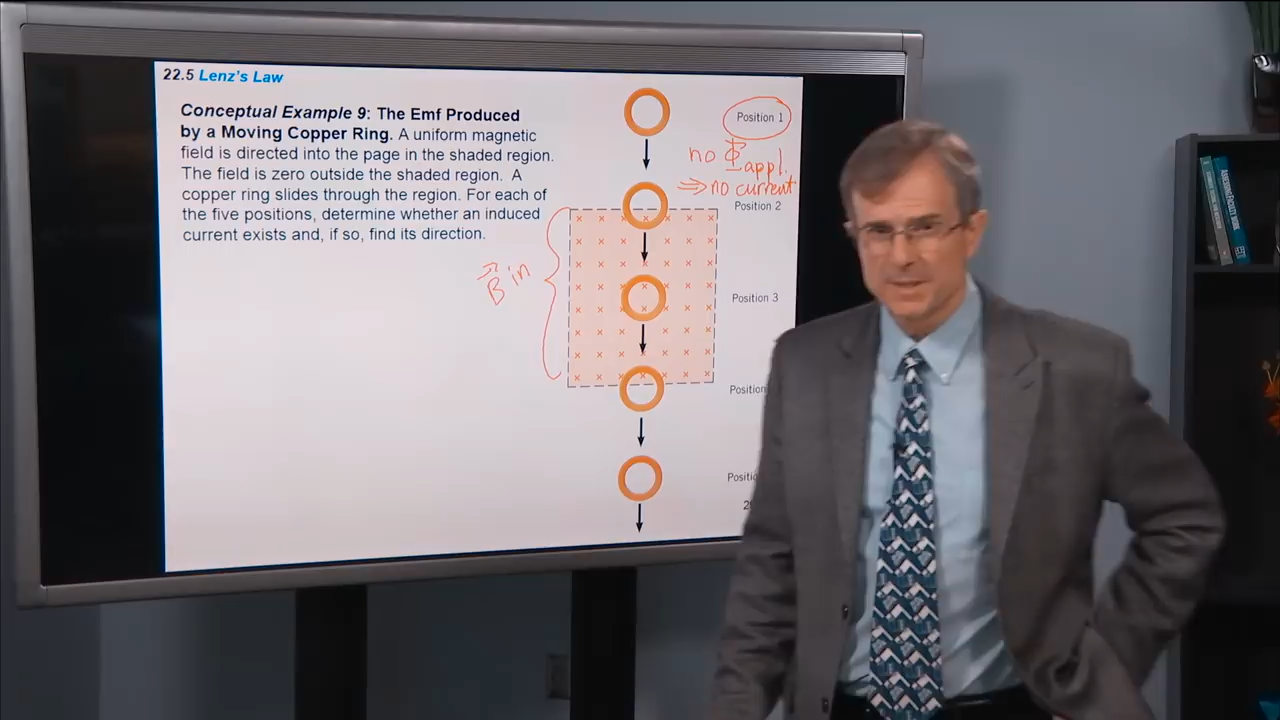 22.5 Lenz's Law
Conceptual Example 9: The Emf Produced
by a Moving Copper Ring. A uniform magnetic
field is directed into the page in the shaded region.
The field is zero outside the shaded region. A
copper ring slides through the region. For each of
the five positions, determine whether an induced
current exists and, if so, find its direction.
Position 1
no Φ appl.
⇒ no current
Position 2
B in
Position 3